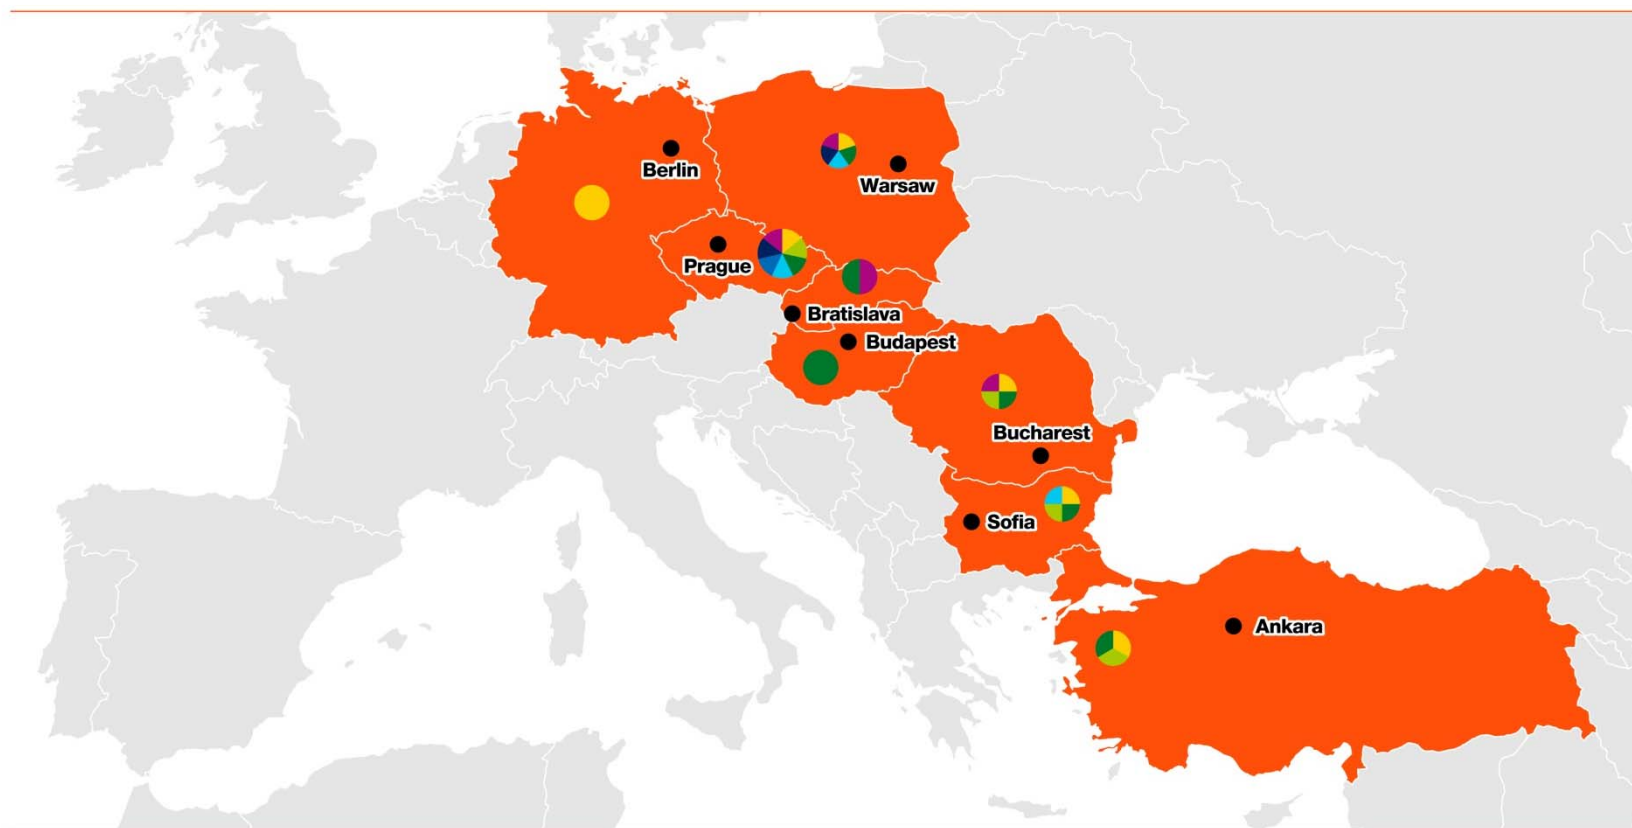 Berlin
Warsaw
Prague
Bratislava
Budapest
Bucharest
Sofia
Ankara